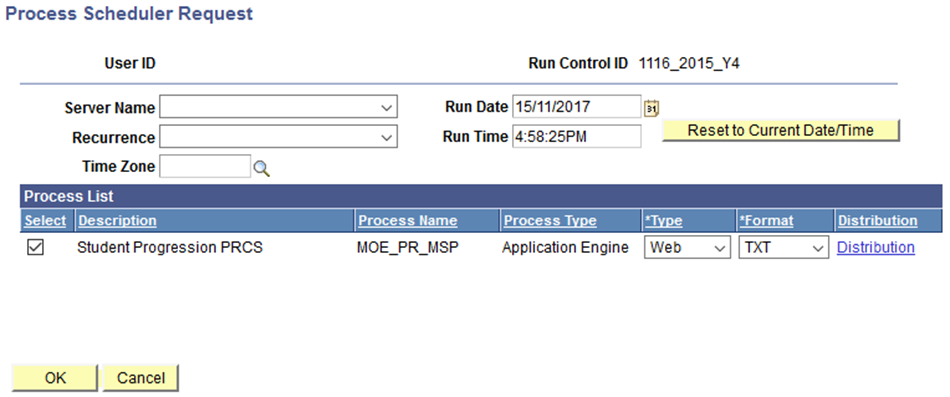 Process Scheduler Request
User ID Run Control ID 1116_2015_Y4
Server Name Run Date 15/11/2017 31
Recurrence Run Time 4:58:25PM Reset to Current Date/Time
Time Zone
Process List
Select Description Process Name Process Type *Type *Format Distribution
Student Progression PRCS MOE_PR_MSP Application Engine Web TXT Distribution
OK Cancel